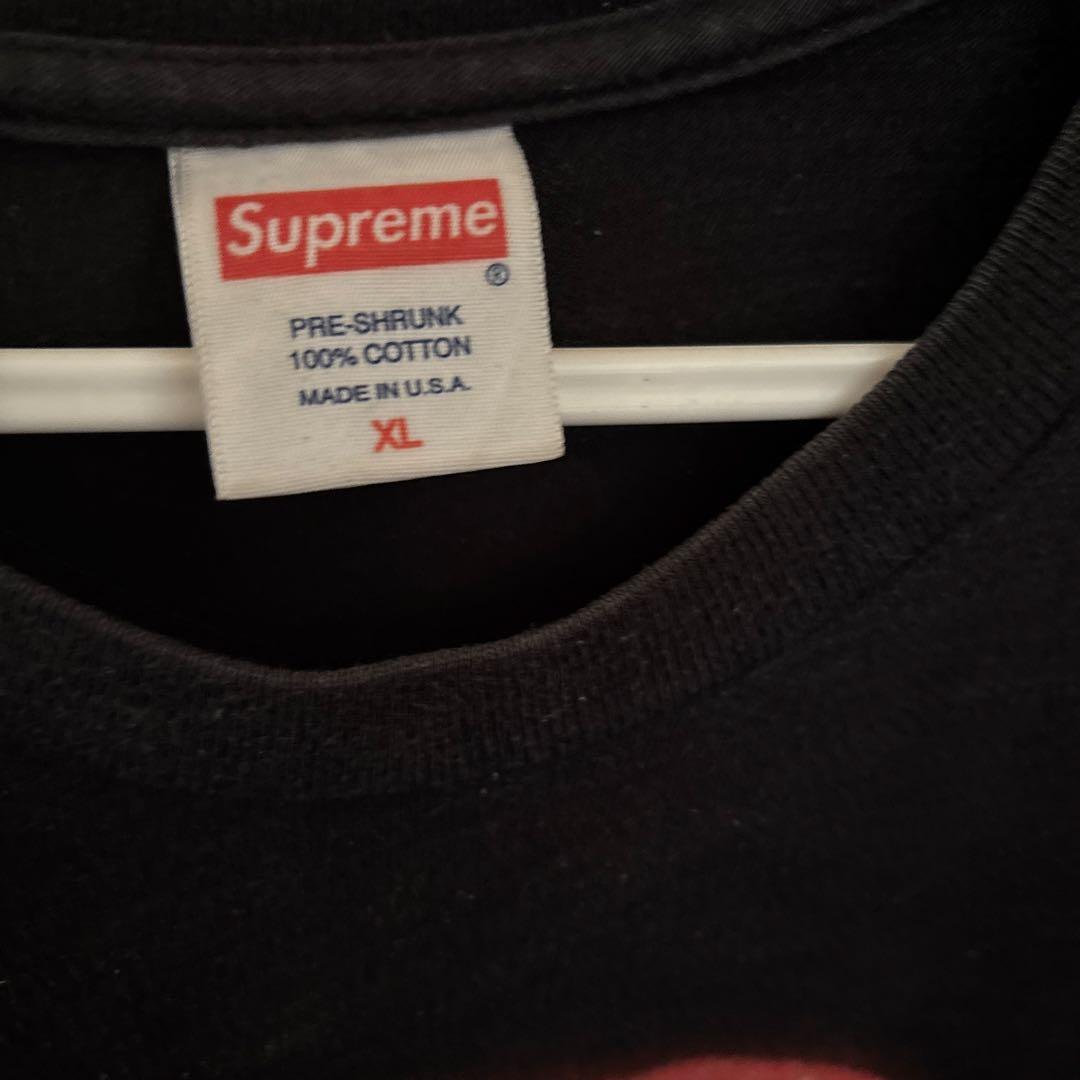 Supreme
®
PRE-SHRUNK
100% COTTON
MADE IN U.S.A.
XL